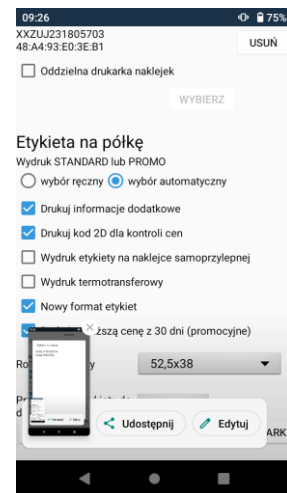 09:26 75%
XXZUJ231805703
48:A4:93:E0:3E:B1
USUŃ
Oddzielna drukarka naklejek
WYBIERZ
Etykieta na półkę
Wydruk STANDARD lub PROMO
wybór ręczny wybór automatyczny
Drukuj informacje dodatkowe
Drukuj kod 2D dla kontroli cen
Wydruk etykiety na naklejce samoprzylepnej
Wydruk termotransferowy
Nowy format etykiet
cenę z 30 dni (promocyjne)
52,5x38
Udostępnij Edytuj